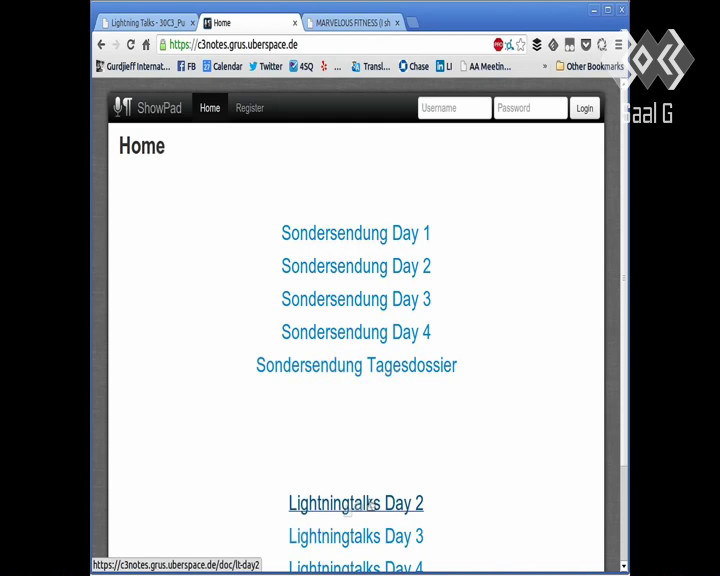 Lightning Talks - 30C3_Pu
Home
MARVELOUS FITNESS (I sh
https://c3notes.grus.uberspace.de
Gurdjieff Internat...
FB
Calendar
Twitter
4SQ
...
Transl...
Chase
LI
AA Meetin...
»
Other Bookmarks
Saal G
ShowPad
Home
Register
Username
Password
Login
Home
Sondersendung Day 1
Sondersendung Day 2
Sondersendung Day 3
Sondersendung Day 4
Sondersendung Tagesdossier
Lightningtalks Day 2
Lightningtalks Day 3
Lightningtalks Day 4
https://c3notes.grus.uberspace.de/doc/lt-day2